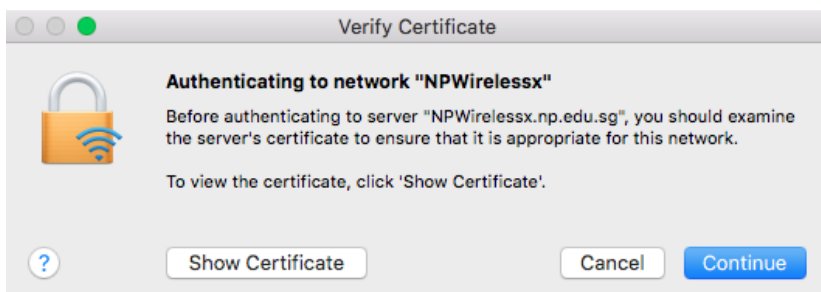 Verify Certificate
Authenticating to network "NPWirelessx"
Before authenticating to server "NPWirelessx.np.edu.sg", you should examine
the server's certificate to ensure that it is appropriate for this network.
To view the certificate, click 'Show Certificate'.
? Show Certificate Cancel Continue